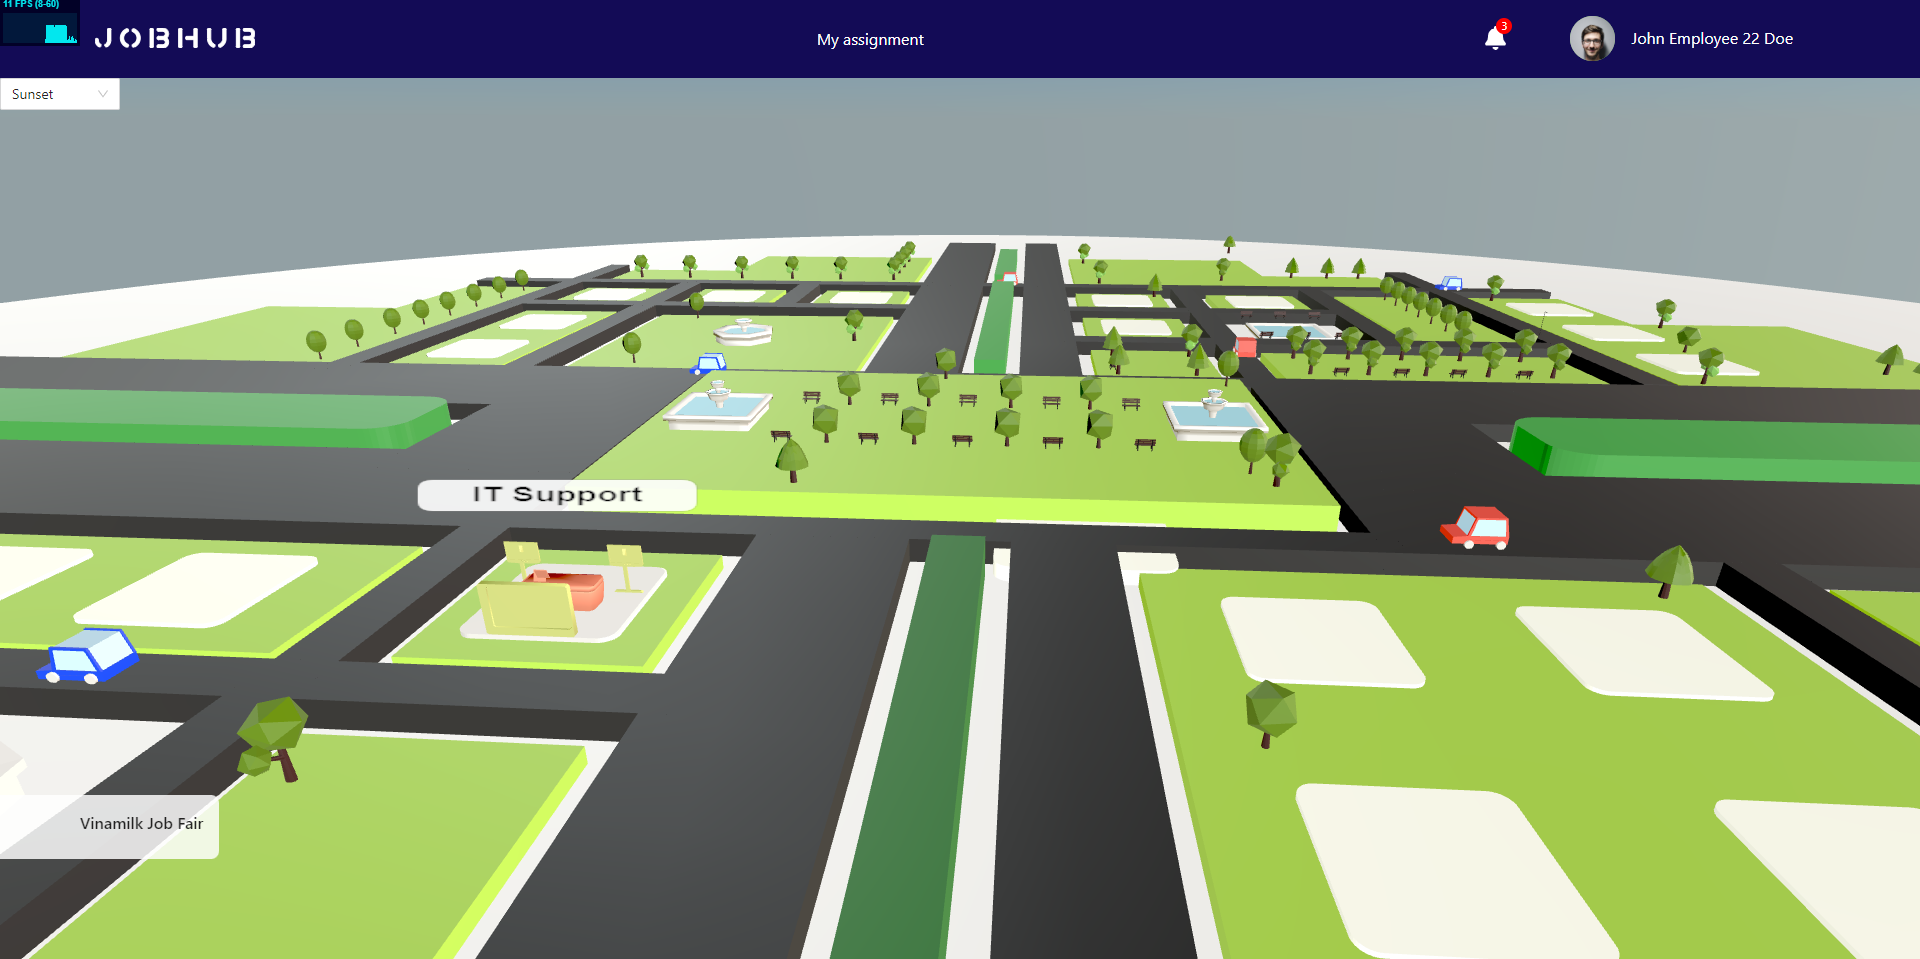 11 FPS (8-60)
JOBHUB
My assignment
3
John Employee 22 Doe
Sunset
IT Support
Vinamilk Job Fair